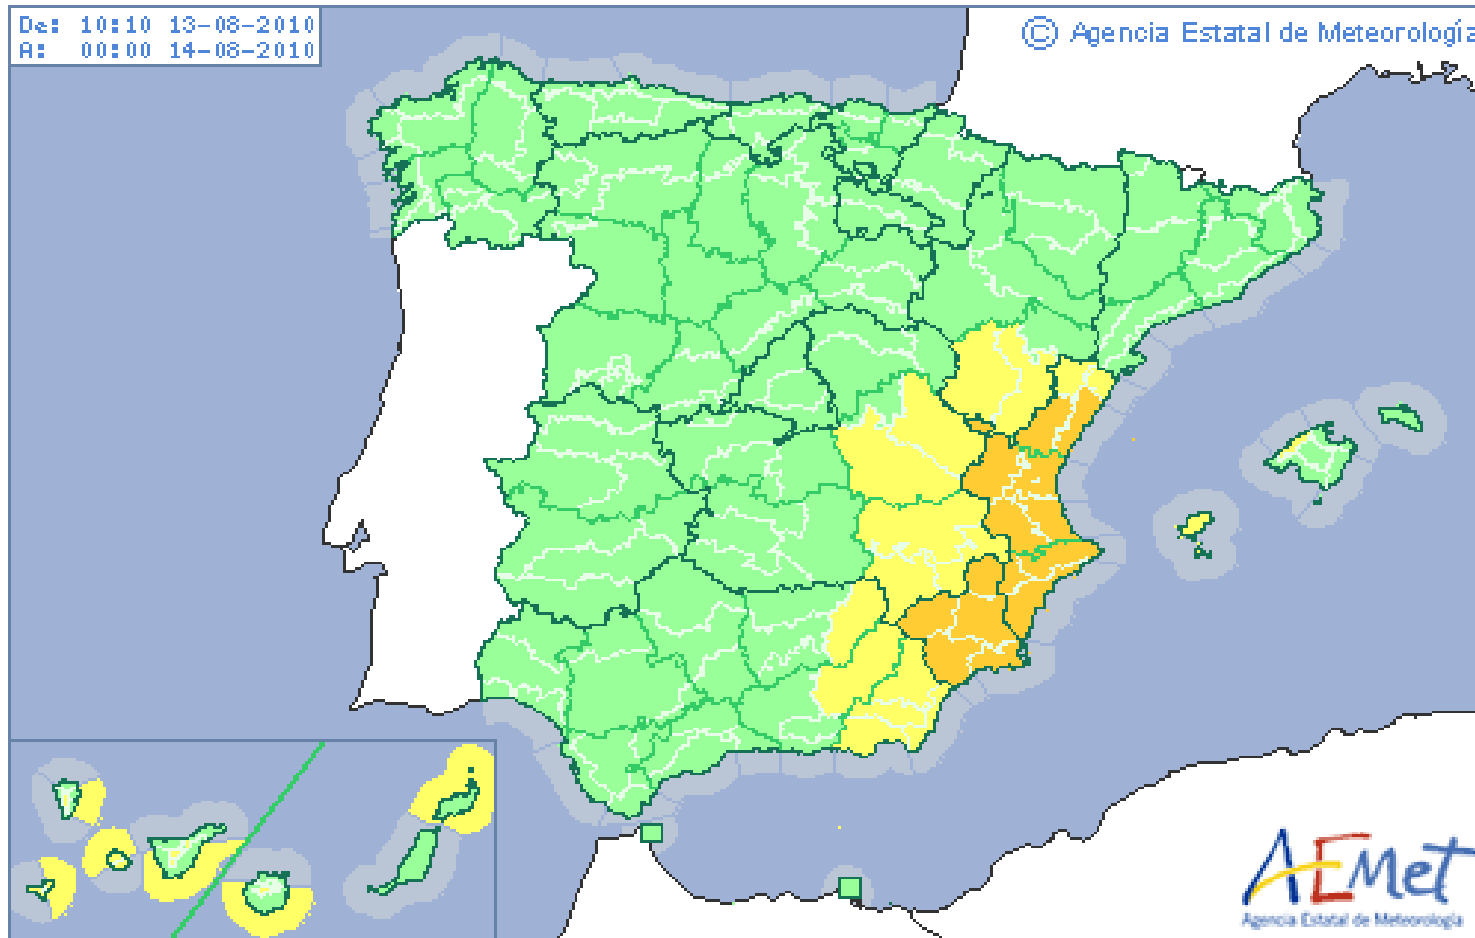 De: 10:10 13-08-2010
A: 00:00 14-08-2010
© Agencia Estatal de Meteorología
AEMet
Agencia Estatal de Meteorología